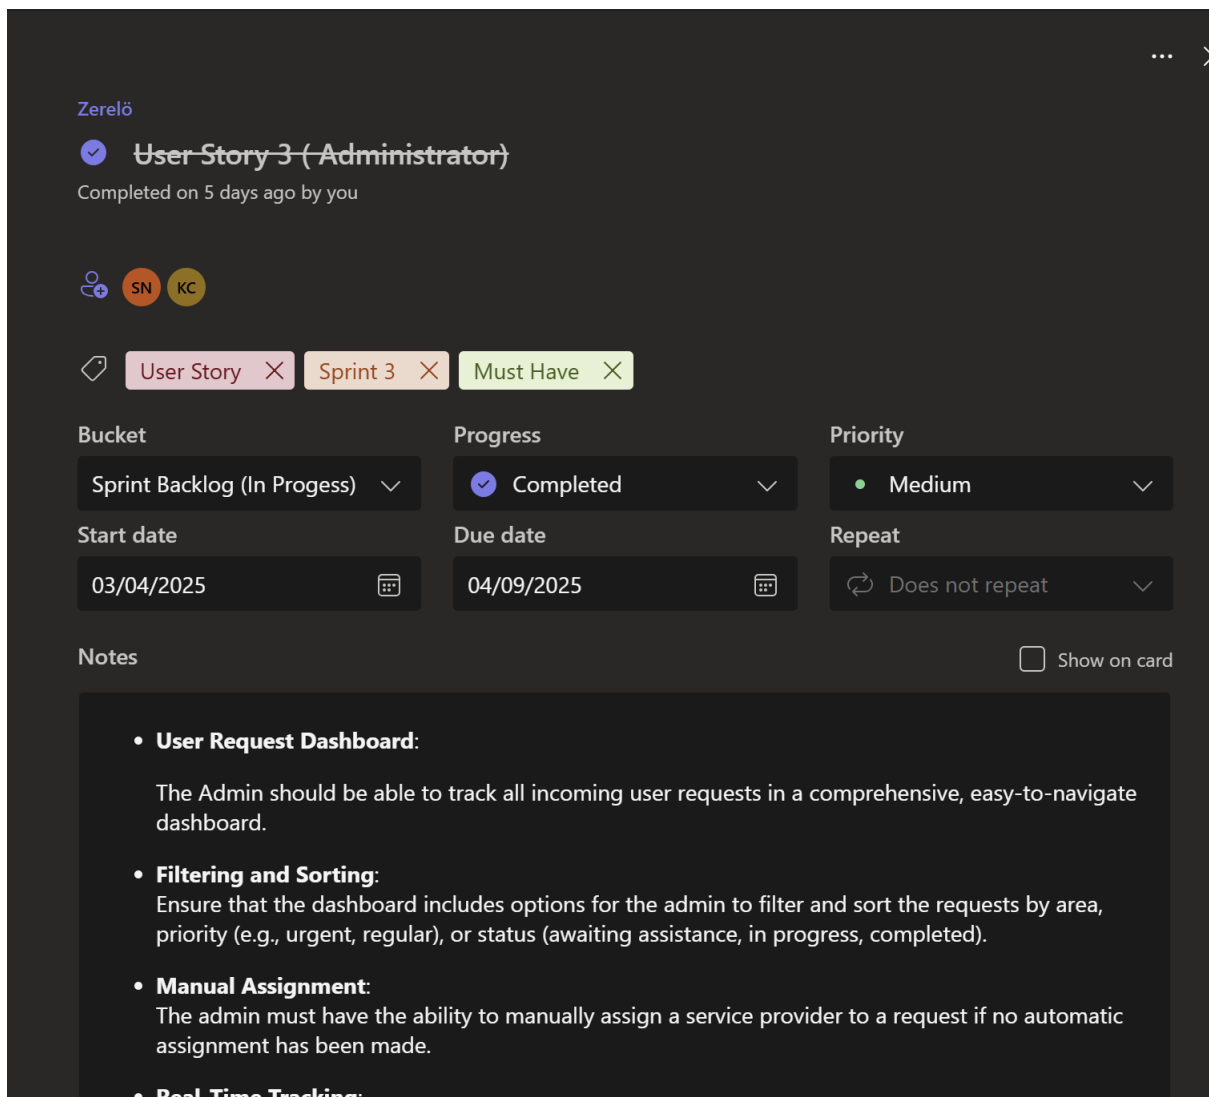 Zerelö
User Story 3 ( Administrator)
Completed on 5 days ago by you
SN KC
User Story Sprint 3 Must Have
Bucket Progress Priority
Sprint Backlog (In Progess) Completed Medium
Start date Due date Repeat
03/04/2025 04/09/2025 Does not repeat
Notes Show on card
• User Request Dashboard:
The Admin should be able to track all incoming user requests in a comprehensive, easy-to-navigate
dashboard.
• Filtering and Sorting:
Ensure that the dashboard includes options for the admin to filter and sort the requests by area,
priority (e.g., urgent, regular), or status (awaiting assistance, in progress, completed).
• Manual Assignment:
The admin must have the ability to manually assign a service provider to a request if no automatic
assignment has been made.
• Real-Time Tracking: